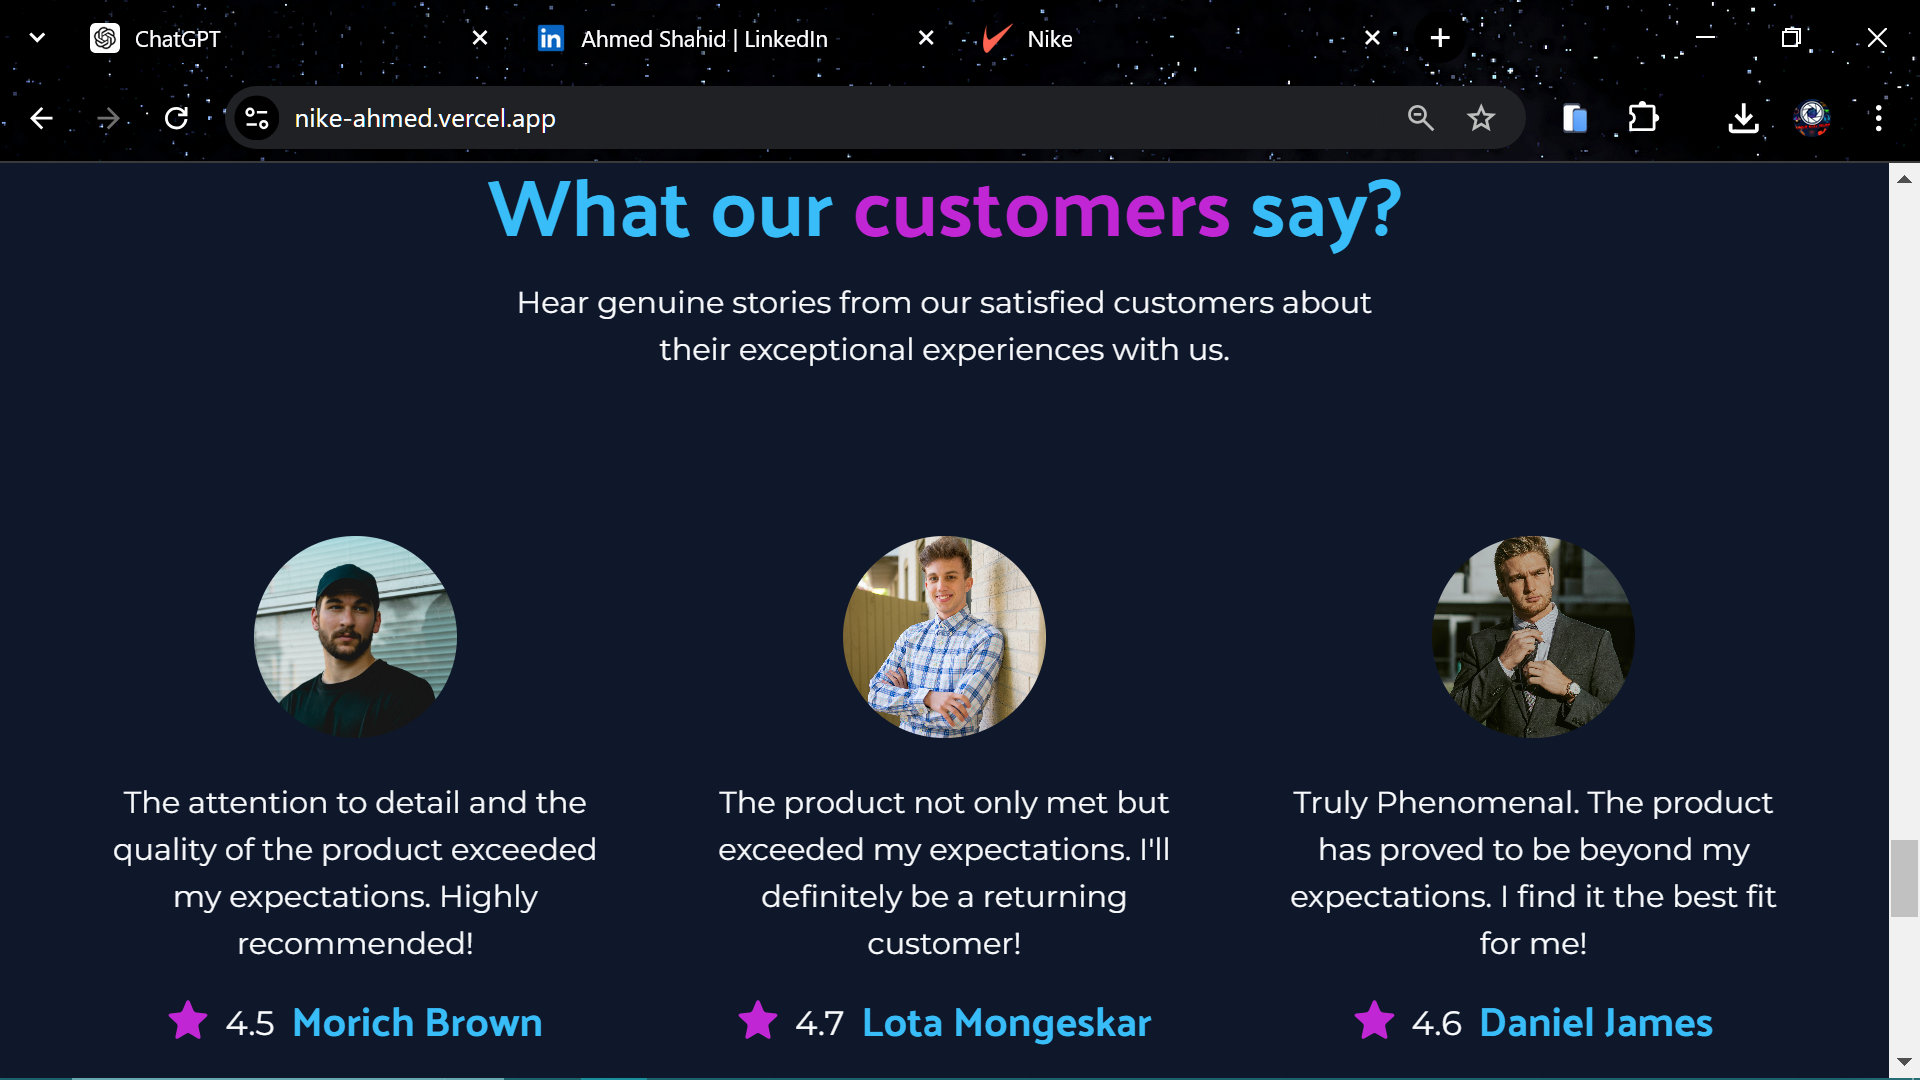 ChatGPT
Ahmed Shahid | LinkedIn
Nike
nike-ahmed.vercel.app
What our customers say?
Hear genuine stories from our satisfied customers about
their exceptional experiences with us.
The attention to detail and the
quality of the product exceeded
my expectations. Highly
recommended!
4.5 Morich Brown
The product not only met but
exceeded my expectations. I'll
definitely be a returning
customer!
4.7 Lota Mongeskar
Truly Phenomenal. The product
has proved to be beyond my
expectations. I find it the best fit
for me!
4.6 Daniel James